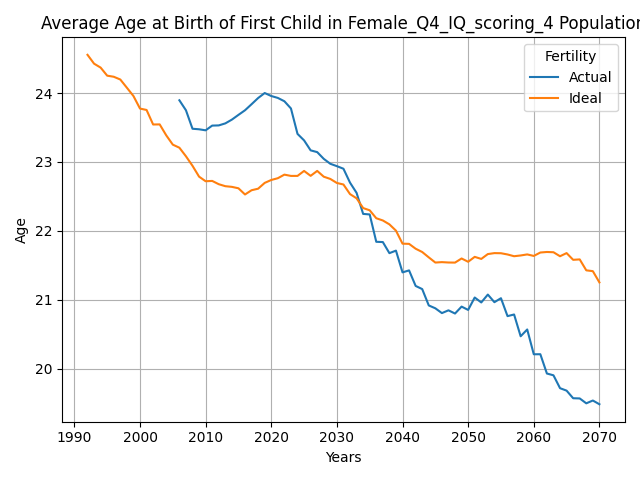 Average Age at Birth of First Child in Female_Q4_IQ_scoring_4 Population
Fertility
Actual
Ideal
24
23
22
21
20
Age
1990 2000 2010 2020 2030 2040 2050 2060 2070
Years